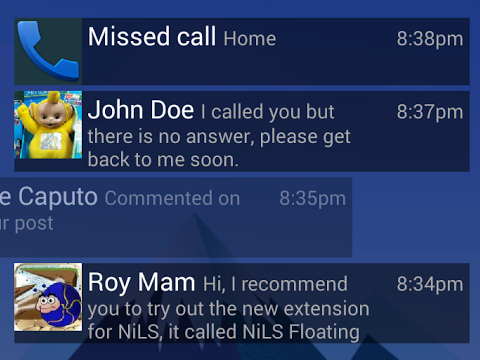 Missed call Home 8:38pm
John Doe I called you but 8:37pm
there is no answer, please get
back to me soon.
Caputo Commented on 8:35pm
post
Roy Mam Hi, I recommend 8:34pm
you to try out the new extension
for NiLS, it called NiLS Floating